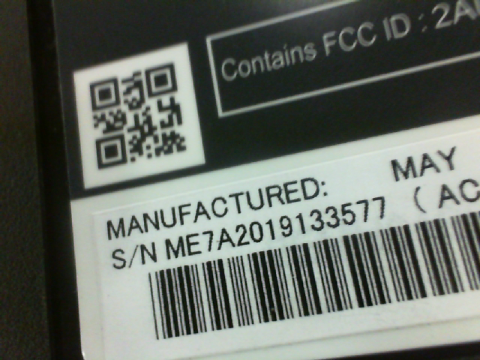 Contains FCC ID : 2A
MANUFACTURED: MAY
S/N ME7A2019133577 ( AC